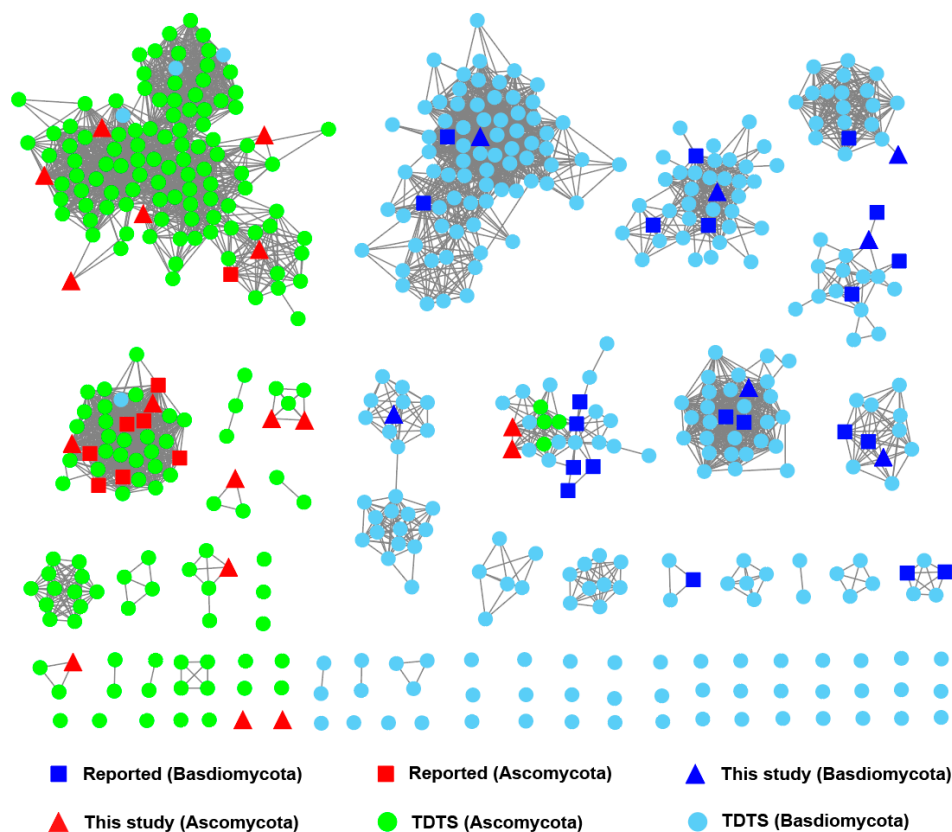 Reported (Basdiomycota)
Reported (Ascomycota)
This study (Basdiomycota)
This study (Ascomycota)
TDTS (Ascomycota)
TDTS (Basdiomycota)